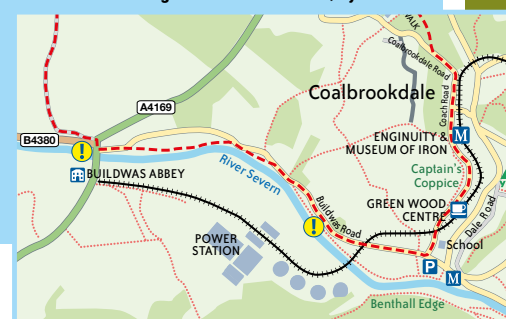 WALK
Coalbrookdale Road
Coalbrookdale
Coach Road
A4169
B4380
ENGINUITY &
MUSEUM OF IRON
M
!
BUILDWAS ABBEY
River Severn
Captain's
Coppice
GREEN WOOD
CENTRE
Buildwas Road
!
Dale Road
POWER
STATION
School
P
M
Benthall Edge